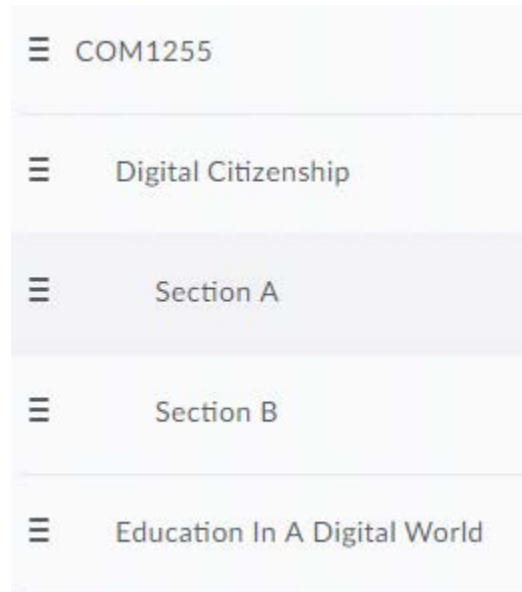 COM1255
Digital Citizenship
Section A
Section B
Education In A Digital World